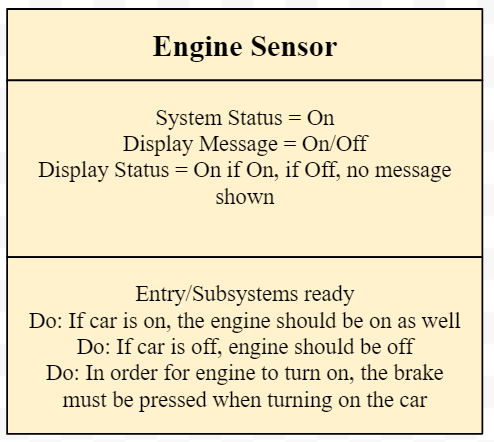 Engine Sensor
System Status = On
Display Message = On/Off
Display Status = On if On, if Off, no message
shown
Entry/Subsystems ready
Do: If car is on, the engine should be on as well
Do: If car is off, engine should be off
Do: In order for engine to turn on, the brake
must be pressed when turning on the car